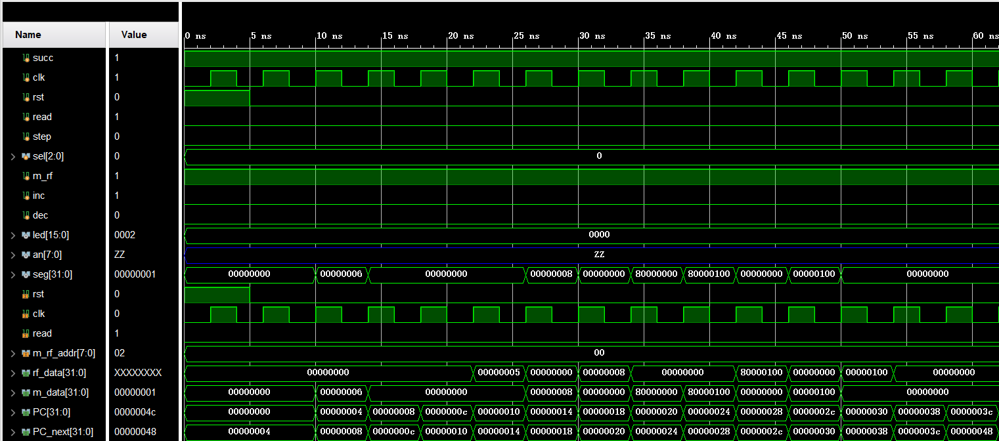 Name Value 0 ns 5 ns 10 ns 15 ns 20 ns 25 ns 30 ns 35 ns 40 ns 45 ns 50 ns 55 ns 60 ns
succ 1
clk 1
rst 0
read 1
step 0
sel[2:0] 0 0
m_rf 1
inc 1
dec 0
led[15:0] 0002 0000
an[7:0] ZZ ZZ
seg[31:0] 00000001 00000000 00000006 00000000 00000008 00000000 80000000 80000100 00000000 00000100 00000000
rst 0
clk 0
read 1
m_rf_addr[7:0] 02 00
rf_data[31:0] XXXXXXXX 00000000 00000005 00000000 00000008 00000000 80000100 00000000 00000100 00000000
m_data[31:0] 00000001 00000000 00000006 00000000 00000008 00000000 80000000 80000100 00000000 00000100 00000000
PC[31:0] 0000004c 00000000 00000004 00000008 0000000c 00000010 00000014 00000018 00000020 00000024 00000028 0000002c 00000030 00000038 0000003c
PC_next[31:0] 00000048 00000004 00000008 0000000c 00000010 00000014 00000018 00000020 00000024 00000028 0000002c 00000030 00000038 0000003c 00000048